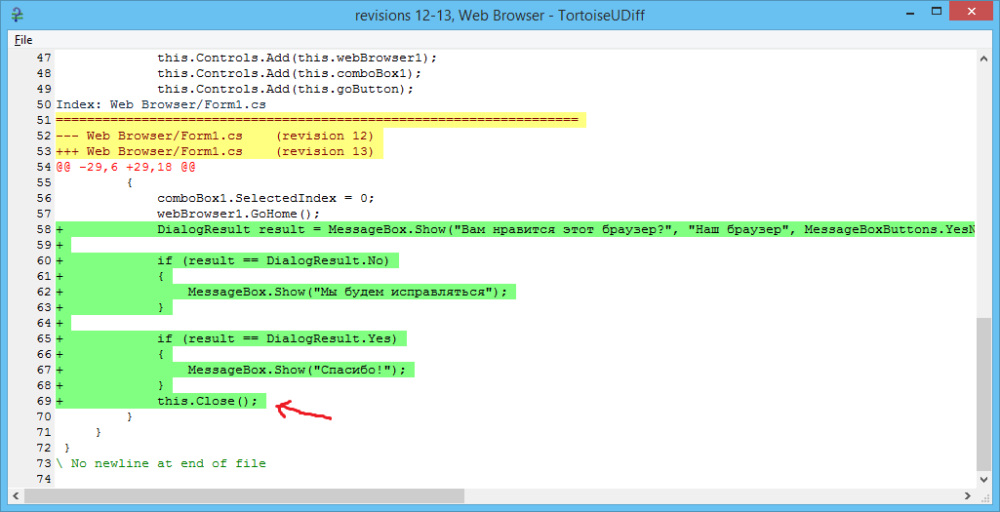 revisions 12-13, Web Browser - TortoiseUDiff
File
47 this.Controls.Add(this.webBrowser1);
48 this.Controls.Add(this.comboBox1);
49 this.Controls.Add(this.goButton);
50 Index: Web Browser/Form1.cs
51 ===================================================================
52 --- Web Browser/Form1.cs (revision 12)
53 +++ Web Browser/Form1.cs (revision 13)
54 @@ -29,6 +29,18 @@
55 {
56 comboBox1.SelectedIndex = 0;
57 webBrowser1.GoHome();
58 + DialogResult result = MessageBox.Show("Вам нравится этот браузер?", "Наш браузер", MessageBoxButtons.YesN
59 +
60 + if (result == DialogResult.No)
61 + {
62 + MessageBox.Show("Мы будем исправляться");
63 + }
64 +
65 + if (result == DialogResult.Yes)
66 + {
67 + MessageBox.Show("Спасибо!");
68 + }
69 + this.Close();
70 }
71 }
72 }
73 \ No newline at end of file
74